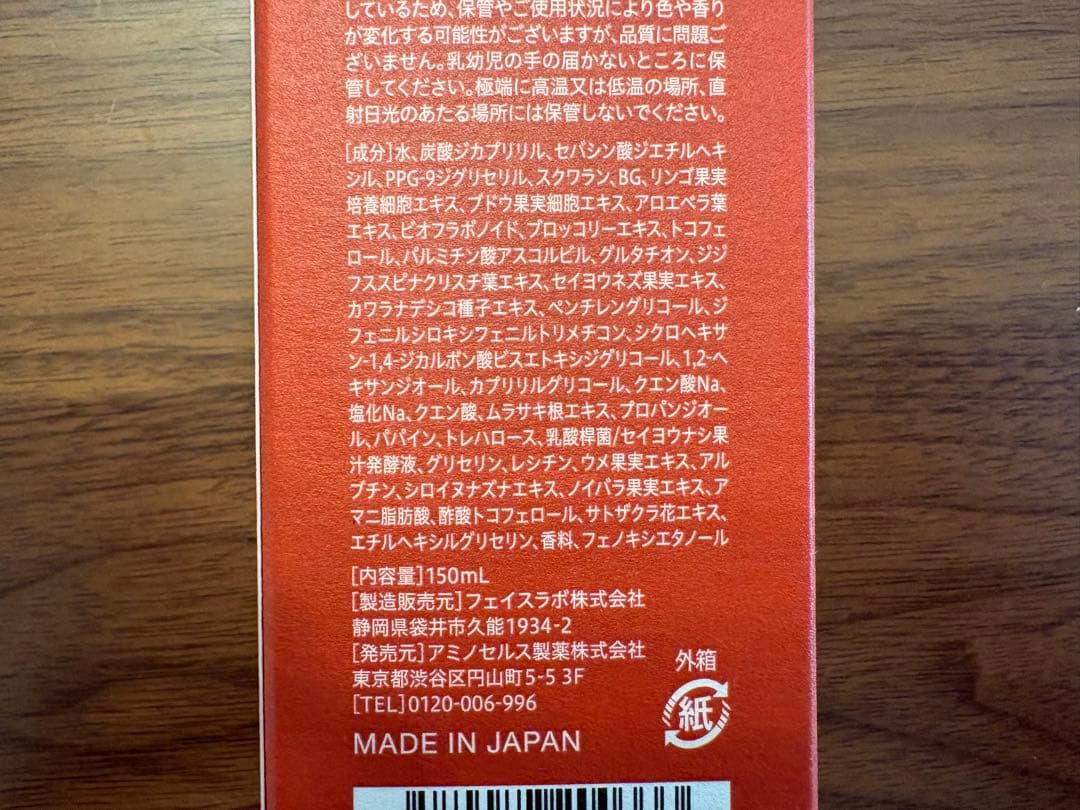 しているため、保管やご使用状況により色や香り
が変化する可能性がございますが、品質に問題ご
ざいません。乳幼児の手の届かないところに保
管してください。極端に高温又は低温の場所、直
射日光のあたる場所には保管しないでください。
[成分]水、炭酸ジカプリリル、セバシン酸ジエチルヘキ
シル、PPG-9ジグリセリル、スクワラン、BG、リンゴ果実
培養細胞エキス、ブドウ果実細胞エキス、アロエベラ葉
エキス、ビオフラボノイド、ブロッコリーエキス、トコフェ
ロール、パルミチン酸アスコルビル、グルタチオン、ジジ
フススピナクリスチ葉エキス、セイヨウネズ果実エキス、
カワラナデシコ種子エキス、ペンチレングリコール、ジ
フェニルシロキシフェニルトリメチコン、シクロヘキサ
ン-1,4-ジカルボン酸ビスエトキシジグリコール、1,2-ヘ
キサンジオール、カプリリルグリコール、クエン酸Na、
塩化Na、クエン酸、ムラサキ根エキス、プロパンジオー
ル、パパイン、トレハロース、乳酸桿菌/セイヨウナシ果
汁発酵液、グリセリン、レシチン、ウメ果実エキス、アル
ブチン、シロイヌナズナエキス、ノイバラ果実エキス、ア
マニ脂肪酸、酢酸トコフェロール、サトザクラ花エキス、
エチルヘキシルグリセリン、香料、フェノキシエタノール
[内容量]150mL
[製造販売元]フェイスラボ株式会社
静岡県袋井市久能1934-2
[発売元]アミノセルス製薬株式会社
東京都渋谷区円山町5-5 3F
[TEL]0120-006-996
外箱
紙
MADE IN JAPAN